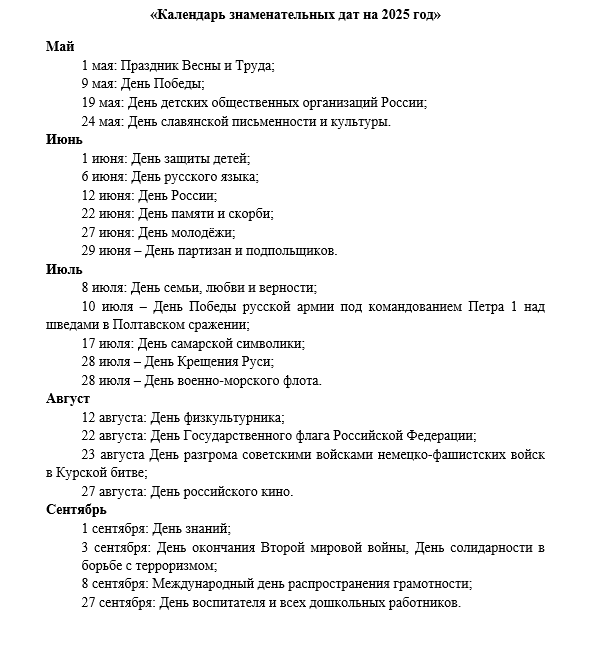 «Календарь знаменательных дат на 2025 год»
Май
1 мая: Праздник Весны и Труда;
9 мая: День Победы;
19 мая: День детских общественных организаций России;
24 мая: День славянской письменности и культуры.
Июнь
1 июня: День защиты детей;
6 июня: День русского языка;
12 июня: День России;
22 июня: День памяти и скорби;
27 июня: День молодёжи;
29 июня – День партизан и подпольщиков.
Июль
8 июля: День семьи, любви и верности;
10 июля – День Победы русской армии под командованием Петра 1 над
шведами в Полтавском сражении;
17 июля: День самарской символики;
28 июля – День Крещения Руси;
28 июля – День военно-морского флота.
Август
12 августа: День физкультурника;
22 августа: День Государственного флага Российской Федерации;
23 августа День разгрома советскими войсками немецко-фашистских войск
в Курской битве;
27 августа: День российского кино.
Сентябрь
1 сентября: День знаний;
3 сентября: День окончания Второй мировой войны, День солидарности в
борьбе с терроризмом;
8 сентября: Международный день распространения грамотности;
27 сентября: День воспитателя и всех дошкольных работников.